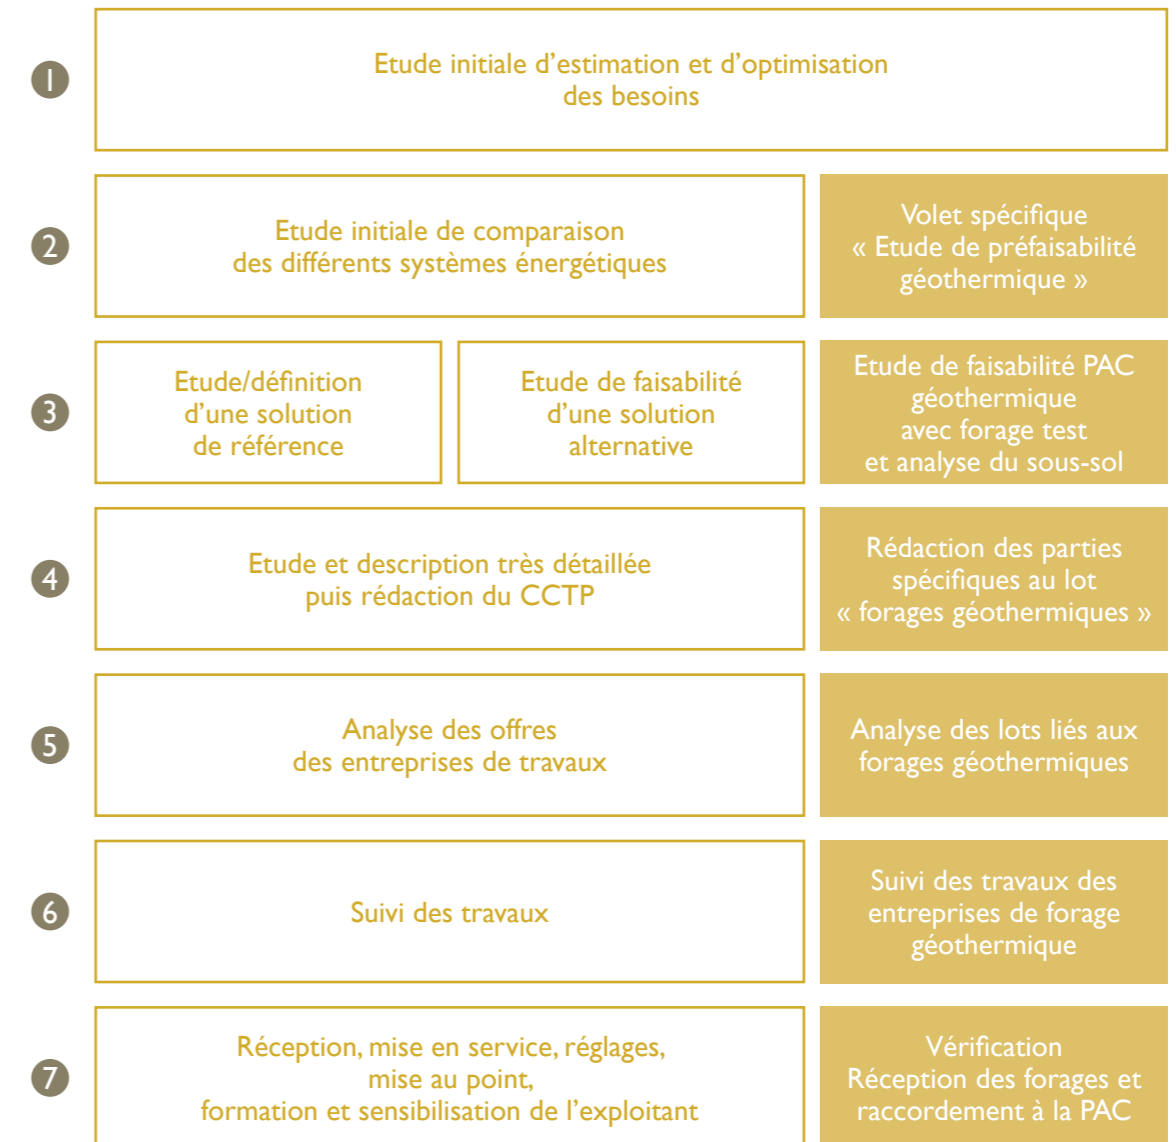 1
Etude initiale d’estimation et d’optimisation
des besoins
2
Etude initiale de comparaison
des différents systèmes énergétiques
Volet spécifique
« Etude de préfaisabilité
géothermique »
3
Etude/définition
d’une solution
de référence
Etude de faisabilité
d’une solution
alternative
Etude de faisabilité PAC
géothermique
avec forage test
et analyse du sous-sol
4
Etude et description très détaillée
puis rédaction du CCTP
Rédaction des parties
spécifiques au lot
« forages géothermiques »
5
Analyse des offres
des entreprises de travaux
Analyse des lots liés aux
forages géothermiques
6
Suivi des travaux
Suivi des travaux des
entreprises de forage
géothermique
7
Réception, mise en service, réglages,
mise au point,
formation et sensibilisation de l’exploitant
Vérification
Réception des forages et
raccordement à la PAC